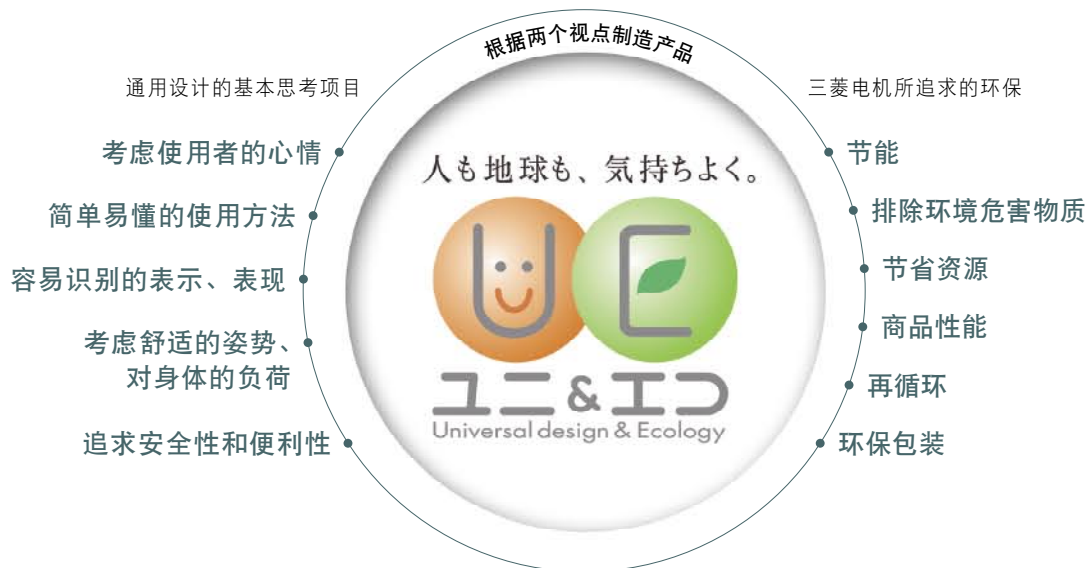 根据两个视点制造产品
通用设计的基本思考项目
考虑使用者的心情
简单易懂的使用方法
容易识别的表示、表现
考虑舒适的姿势、
对身体的负荷
追求安全性和便利性
人も地球も、気持ちよく。
UE
ユニ&エコ
Universal design & Ecology
三菱电机所追求的环保
节能
排除环境危害物质
节省资源
商品性能
再循环
环保包装